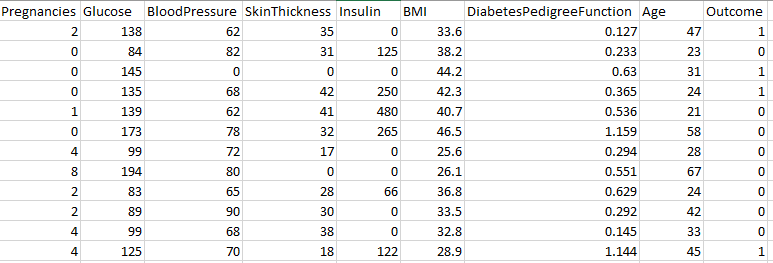 Pregnancies Glucose BloodPressure SkinThickness Insulin BMI DiabetesPedigreeFunction Age Outcome
2 138 62 35 0 33.6 0.127 47 1
0 84 82 31 125 38.2 0.233 23 0
0 145 0 0 0 44.2 0.63 31 1
0 135 68 42 250 42.3 0.365 24 1
1 139 62 41 480 40.7 0.536 21 0
0 173 78 32 265 46.5 1.159 58 0
4 99 72 17 0 25.6 0.294 28 0
8 194 80 0 0 26.1 0.551 67 0
2 83 65 28 66 36.8 0.629 24 0
2 89 90 30 0 33.5 0.292 42 0
4 99 68 38 0 32.8 0.145 33 0
4 125 70 18 122 28.9 1.144 45 1